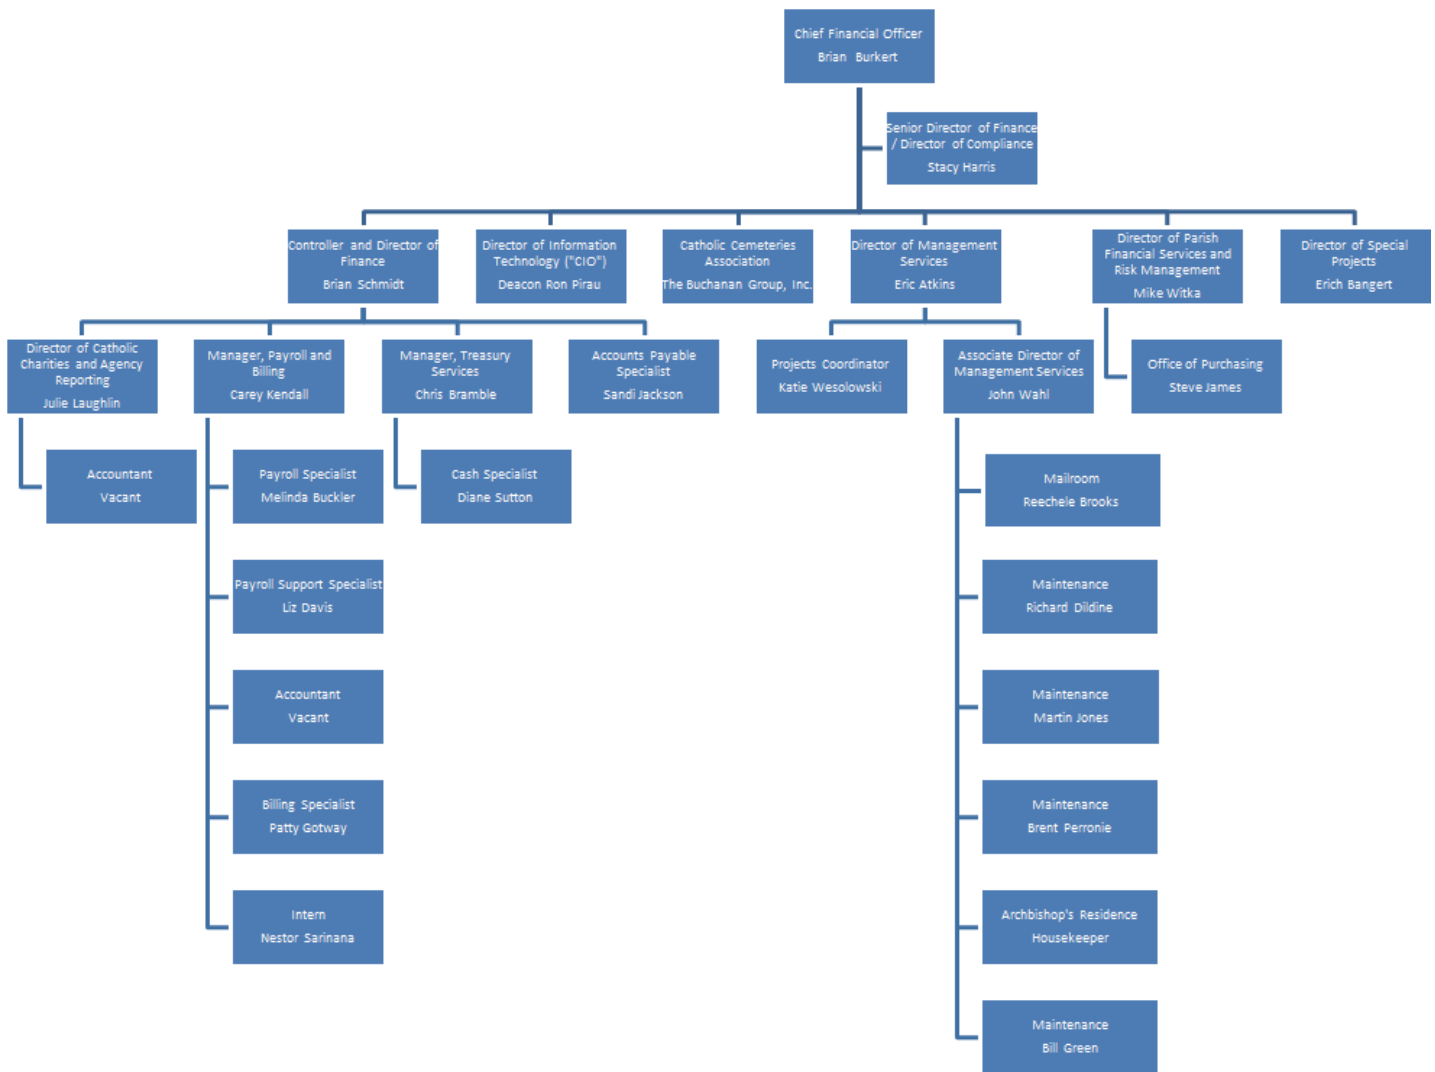 Chief Financial Officer
Brian Burkert
Senior Director of Finance
/ Director of Compliance
Stacy Harris
Controller and Director of
Finance
Brian Schmidt
Director of Information
Technology ("CIO")
Deacon Ron Pirau
Catholic Cemeteries
Association
The Buchanan Group, Inc.
Director of Management
Services
Eric Atkins
Director of Parish
Financial Services and
Risk Management
Mike Witka
Director of Special
Projects
Erich Bangert
Director of Catholic
Charities and Agency
Reporting
Julie Laughlin
Manager, Payroll and
Billing
Carey Kendall
Manager, Treasury
Services
Chris Bramble
Accounts Payable
Specialist
Sandi Jackson
Projects Coordinator
Katie Wesolowski
Associate Director of
Management Services
John Wahl
Office of Purchasing
Steve James
Accountant
Vacant
Payroll Specialist
Melinda Buckler
Cash Specialist
Diane Sutton
Mailroom
Reechele Brooks
Payroll Support Specialist
Liz Davis
Maintenance
Richard Dildine
Accountant
Vacant
Maintenance
Martin Jones
Billing Specialist
Patty Gotway
Maintenance
Brent Perronie
Intern
Nestor Sarinana
Archbishop's Residence
Housekeeper
Maintenance
Bill Green